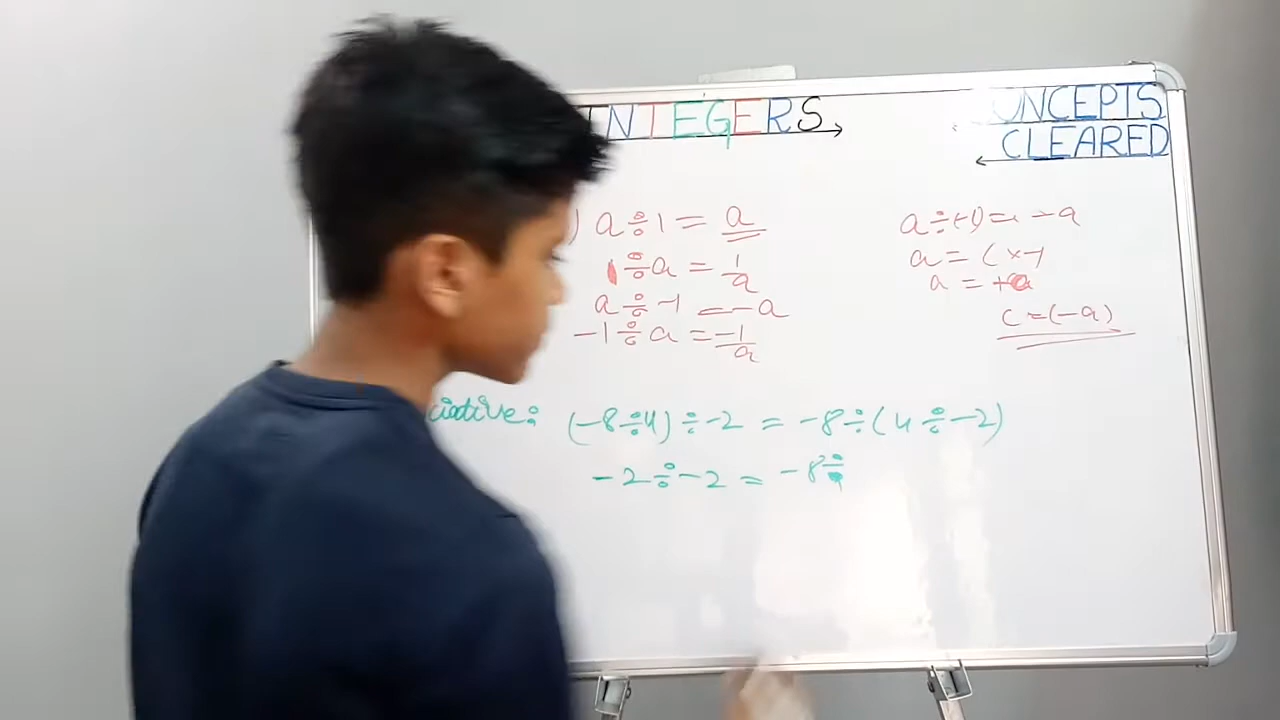 INTEGERS
CONCEPTS
CLEARED
) a ÷ 1 = a
1 ÷ a = 1/a
a ÷ -1 = -a
-1 ÷ a = -1/a
a ÷ (-1) = -a
a = C × -1
a = +a
C = (-a)
ciative: (-8÷4) ÷ -2 = -8 ÷ (4 ÷ -2)
-2 ÷ -2 = -8 ÷